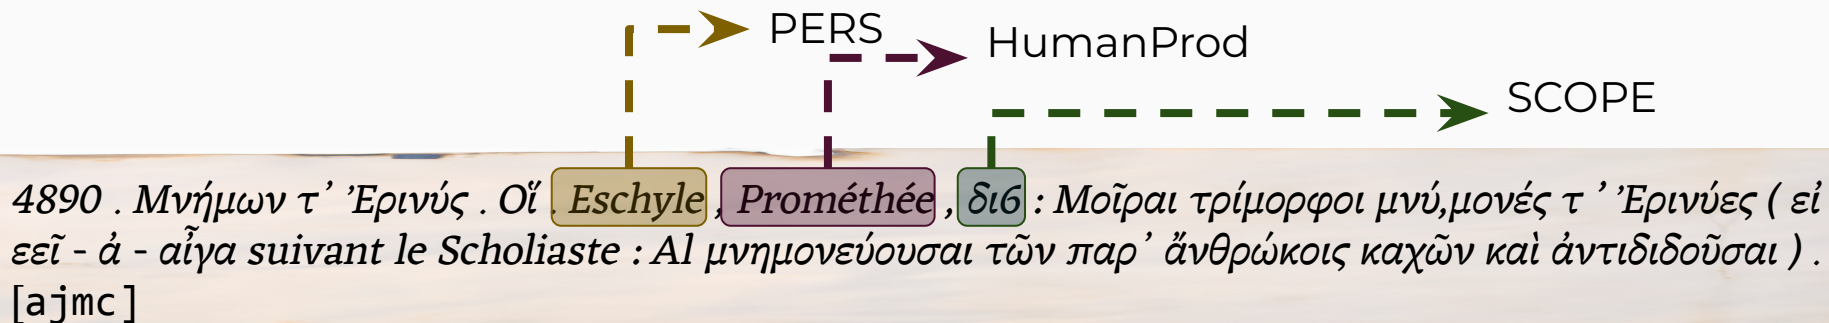 PERS
HumanProd
SCOPE
4890 . Μνήμων τ’ Ἐρινύς . Οἵ . Eschyle , Prométhée , δι6 : Μοῖραι τρίμορφοι μνύ,μονές τ ’ Ἐρινύες ( εἰ
εεῖ - ἀ - αἶγα suivant le Scholiaste : Al μνημονεύουσαι τῶν παρ’ ἄνθρώκοις καχῶν καὶ ἀντιδιδοῦσαι ) .
[ajmc]